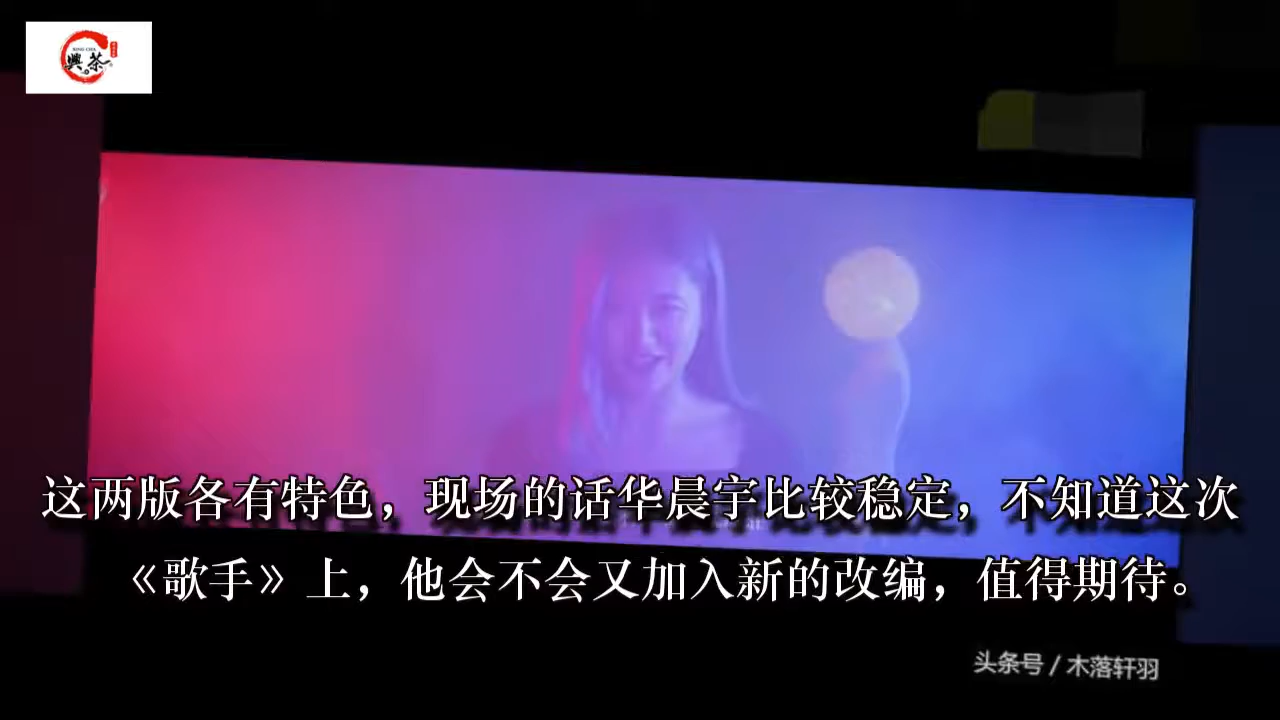 興茶
这两版各有特色，现场的话华晨宇比较稳定，不知道这次
《歌手》上，他会不会又加入新的改编，值得期待。
头条号 / 木落轩羽